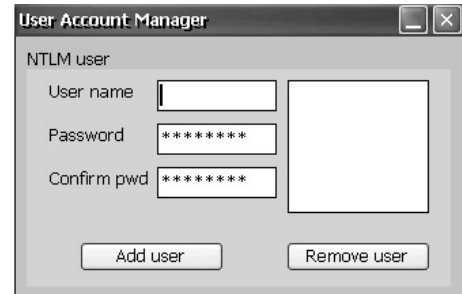 User Account Manager
NTLM user
User name
Password ********
Confirm pwd ********
Add user Remove user